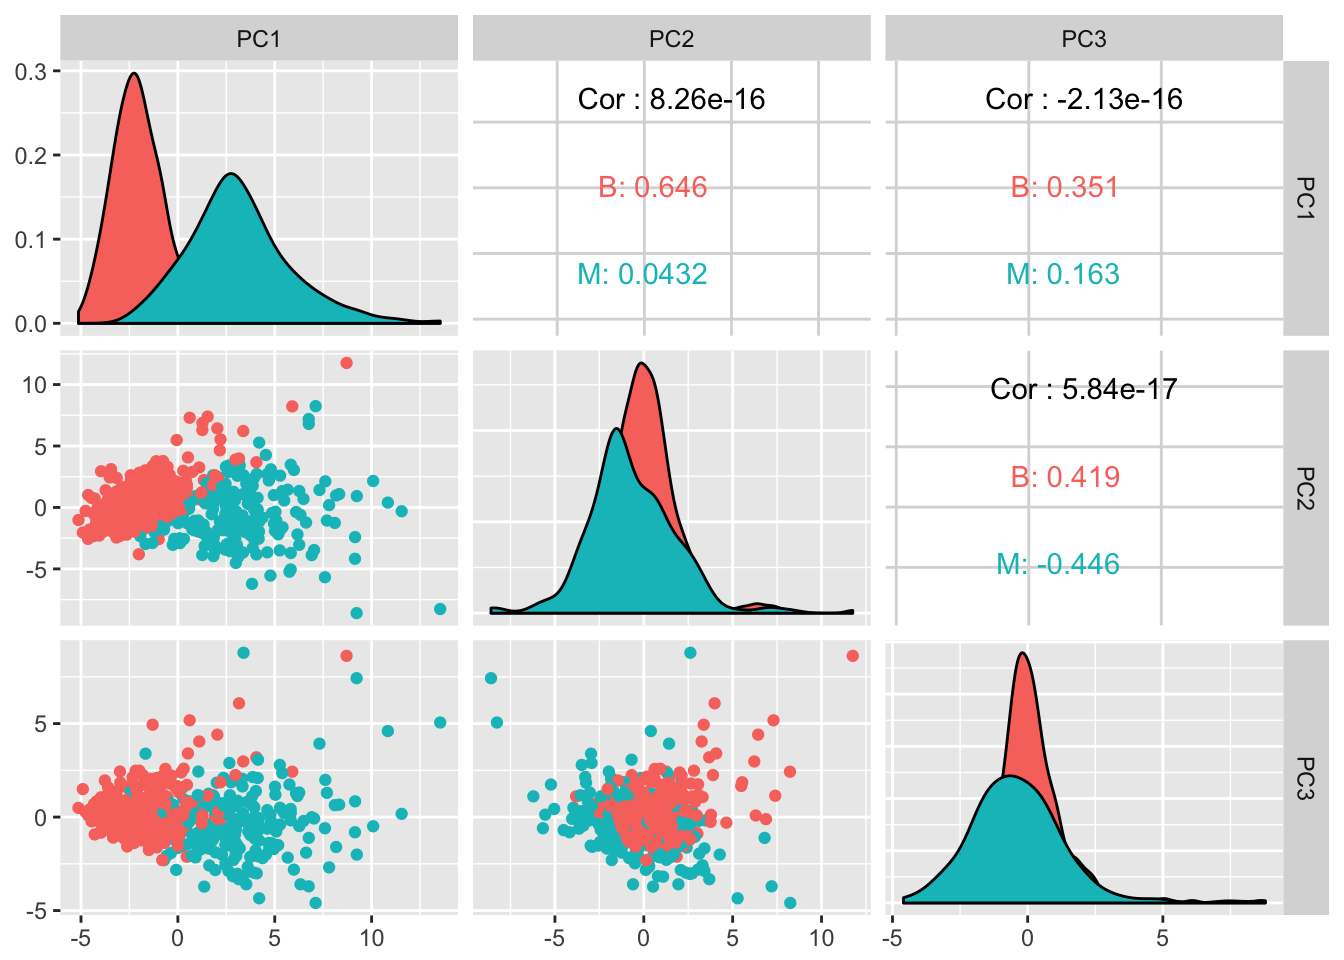 PC1 PC2 PC3
0.3
0.2
0.1
0.0
Cor : 8.26e-16
B: 0.646
M: 0.0432
Cor : -2.13e-16
B: 0.351
M: 0.163
PC1
10
5
0
-5
Cor : 5.84e-17
B: 0.419
M: -0.446
PC2
5
0
-5
PC3
-5 0 5 10
-5 0 5 10
-5 0 5